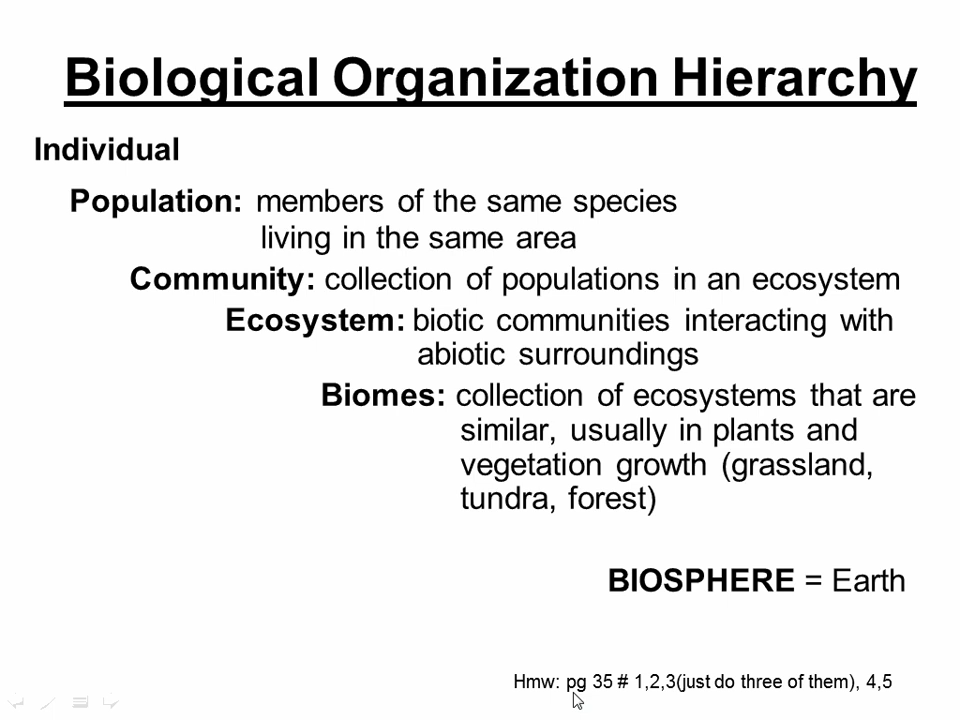 Biological Organization Hierarchy
Individual
Population: members of the same species
living in the same area
Community: collection of populations in an ecosystem
Ecosystem: biotic communities interacting with
abiotic surroundings
Biomes: collection of ecosystems that are
similar, usually in plants and
vegetation growth (grassland,
tundra, forest)
BIOSPHERE = Earth
Hmw: pg 35 # 1,2,3(just do three of them), 4,5